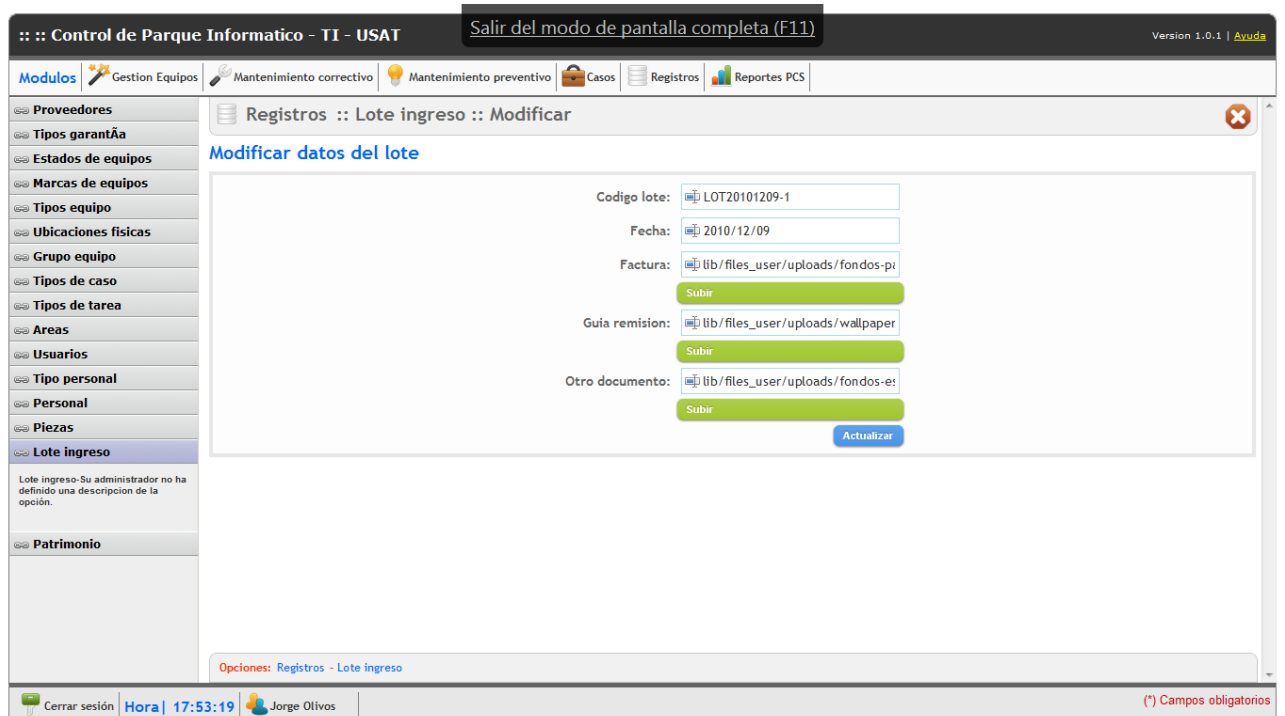 Salir del modo de pantalla completa (F11)
:: :: Control de Parque Informatico - TI - USAT
Version 1.0.1 | Ayuda
Modulos Gestion Equipos Mantenimiento correctivo Mantenimiento preventivo Casos Registros Reportes PCS
Proveedores
Tipos garantÃa
Estados de equipos
Marcas de equipos
Tipos equipo
Ubicaciones fisicas
Grupo equipo
Tipos de caso
Tipos de tarea
Areas
Usuarios
Tipo personal
Personal
Piezas
Lote ingreso
Lote ingreso-Su administrador no ha
definido una descripcion de la
opción.
Patrimonio
Registros :: Lote ingreso :: Modificar
Modificar datos del lote
Codigo lote: LOT20101209-1
Fecha: 2010/12/09
Factura: lib/files_user/uploads/fondos-pa
Subir
Guia remision: lib/files_user/uploads/wallpaper
Subir
Otro documento: lib/files_user/uploads/fondos-es
Subir
Actualizar
Opciones: Registros - Lote ingreso
Cerrar sesión Hora| 17:53:19 Jorge Olivos
(*) Campos obligatorios